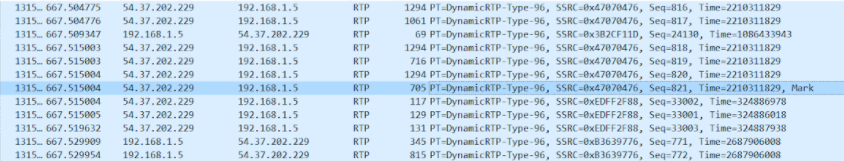 1315… 667.504775 54.37.202.229 192.168.1.5 RTP 1294 PT=DynamicRTP-Type-96, SSRC=0x47070476, Seq=816, Time=2210311829
1315… 667.504776 54.37.202.229 192.168.1.5 RTP 1061 PT=DynamicRTP-Type-96, SSRC=0x47070476, Seq=817, Time=2210311829
1315… 667.509347 192.168.1.5 54.37.202.229 RTP 69 PT=DynamicRTP-Type-96, SSRC=0x3B2CF11D, Seq=24130, Time=1086433943
1315… 667.515003 54.37.202.229 192.168.1.5 RTP 1294 PT=DynamicRTP-Type-96, SSRC=0x47070476, Seq=818, Time=2210311829
1315… 667.515003 54.37.202.229 192.168.1.5 RTP 716 PT=DynamicRTP-Type-96, SSRC=0x47070476, Seq=819, Time=2210311829
1315… 667.515004 54.37.202.229 192.168.1.5 RTP 1294 PT=DynamicRTP-Type-96, SSRC=0x47070476, Seq=820, Time=2210311829
1315… 667.515004 54.37.202.229 192.168.1.5 RTP 705 PT=DynamicRTP-Type-96, SSRC=0x47070476, Seq=821, Time=2210311829, Mark
1315… 667.515004 54.37.202.229 192.168.1.5 RTP 117 PT=DynamicRTP-Type-96, SSRC=0xEDFF2F88, Seq=33002, Time=324886978
1315… 667.515005 54.37.202.229 192.168.1.5 RTP 129 PT=DynamicRTP-Type-96, SSRC=0xEDFF2F88, Seq=33001, Time=324886018
1315… 667.519632 54.37.202.229 192.168.1.5 RTP 131 PT=DynamicRTP-Type-96, SSRC=0xEDFF2F88, Seq=33003, Time=324887938
1315… 667.529909 192.168.1.5 54.37.202.229 RTP 345 PT=DynamicRTP-Type-96, SSRC=0xB3639776, Seq=771, Time=2687906008
1315… 667.529954 192.168.1.5 54.37.202.229 RTP 815 PT=DynamicRTP-Type-96, SSRC=0xB3639776, Seq=772, Time=2687906008